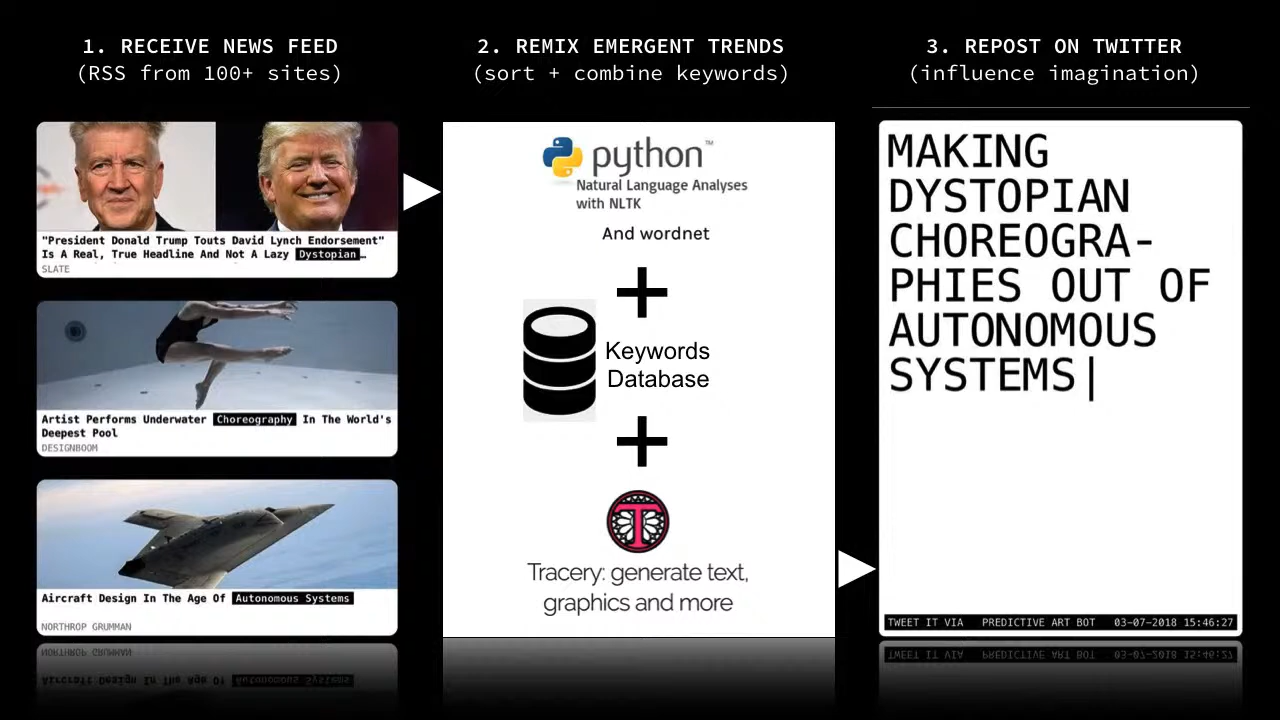 1. RECEIVE NEWS FEED
(RSS from 100+ sites)
"President Donald Trump Touts David Lynch Endorsement"
Is A Real, True Headline And Not A Lazy Dystopian…
SLATE
Artist Performs Underwater Choreography In The World's
Deepest Pool
DESIGNBOOM
Aircraft Design In The Age Of Autonomous Systems
NORTHROP GRUMMAN
2. REMIX EMERGENT TRENDS
(sort + combine keywords)
python™
Natural Language Analyses
with NLTK
And wordnet
+
Keywords
Database
+
T
Tracery: generate text,
graphics and more
3. REPOST ON TWITTER
(influence imagination)
MAKING
DYSTOPIAN
CHOREOGRA-
PHIES OUT OF
AUTONOMOUS
SYSTEMS|
TWEET IT VIA PREDICTIVE ART BOT 03-07-2018 15:46:27